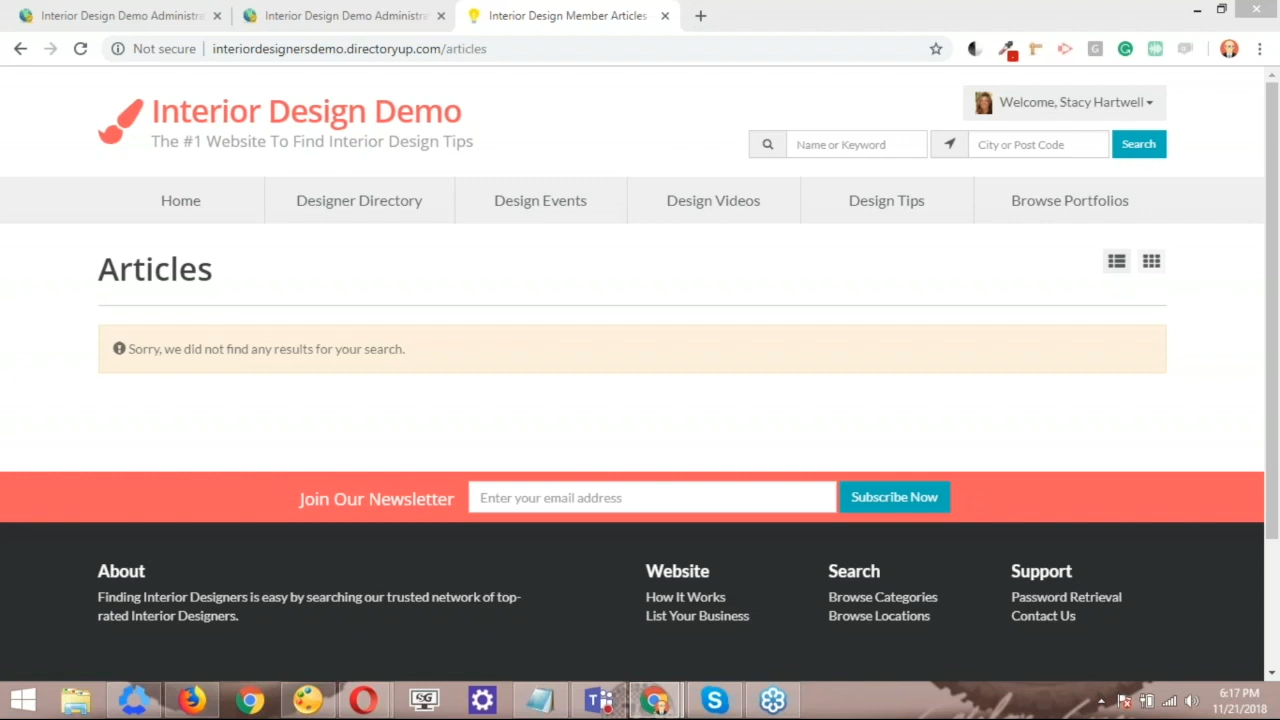 Interior Design Demo Administra
Interior Design Demo Administra
Interior Design Member Articles
Not secure
interiordesignersdemo.directoryup.com/articles
Interior Design Demo
The #1 Website To Find Interior Design Tips
Welcome, Stacy Hartwell
Name or Keyword
City or Post Code
Search
Home
Designer Directory
Design Events
Design Videos
Design Tips
Browse Portfolios
Articles
Sorry, we did not find any results for your search.
Join Our Newsletter
Enter your email address
Subscribe Now
About
Finding Interior Designers is easy by searching our trusted network of top-
rated Interior Designers.
Website
How It Works
List Your Business
Search
Browse Categories
Browse Locations
Support
Password Retrieval
Contact Us
SG
6:17 PM
11/21/2018